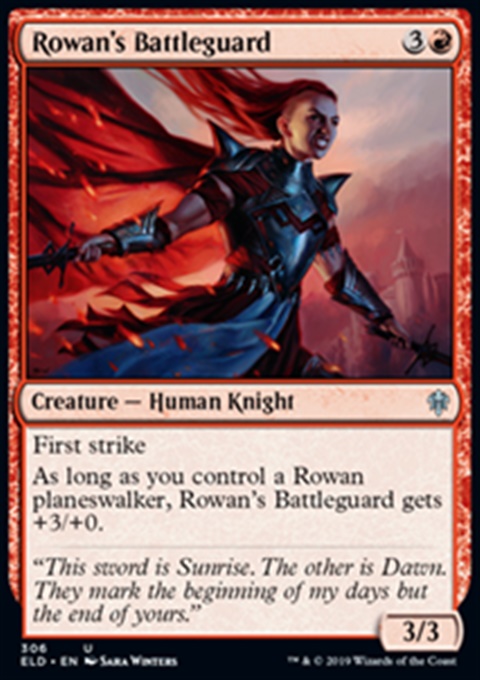 Rowan's Battleguard 3
Creature — Human Knight
First strike
As long as you control a Rowan
planeswalker, Rowan's Battleguard gets
+3/+0.
"This sword is Sunrise. The other is Dawn.
They mark the beginning of my days but
the end of yours."
3/3
306 U
ELD • EN Sara Winters ™ & © 2019 Wizards of the Coast